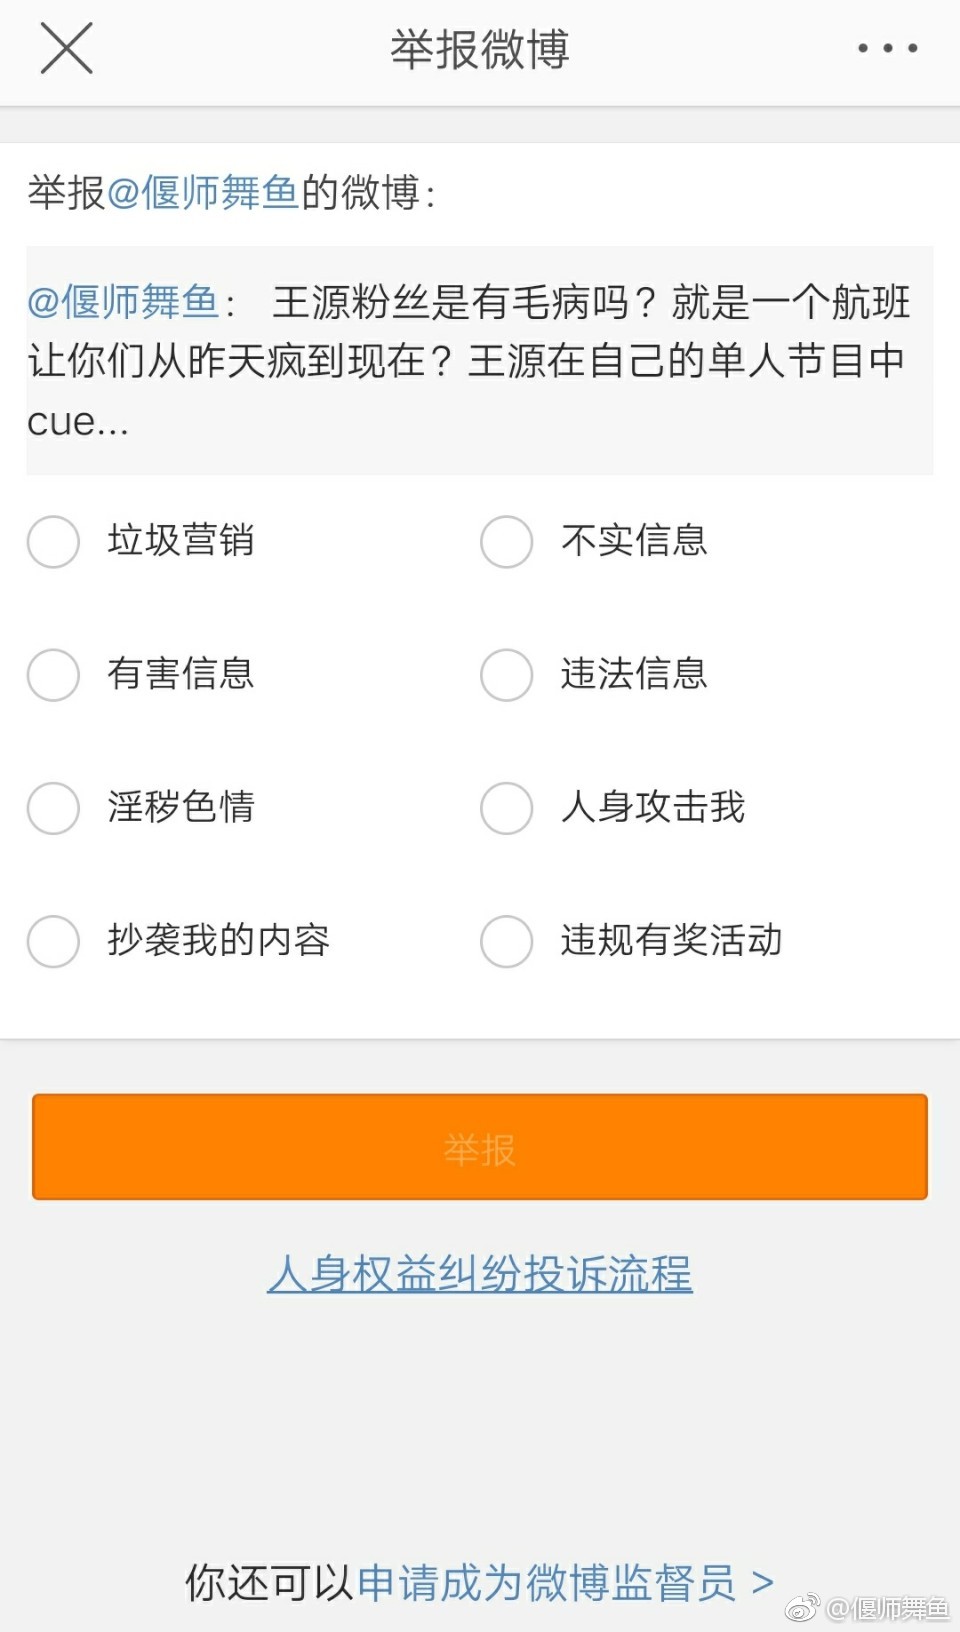 举报微博
举报@偃师舞鱼的微博:
@偃师舞鱼： 王源粉丝是有毛病吗？就是一个航班
让你们从昨天疯到现在？王源在自己的单人节目中
cue...
垃圾营销
不实信息
有害信息
违法信息
淫秽色情
人身攻击我
抄袭我的内容
违规有奖活动
举报
人身权益纠纷投诉流程
你还可以申请成为微博监督员 >
@偃师舞鱼